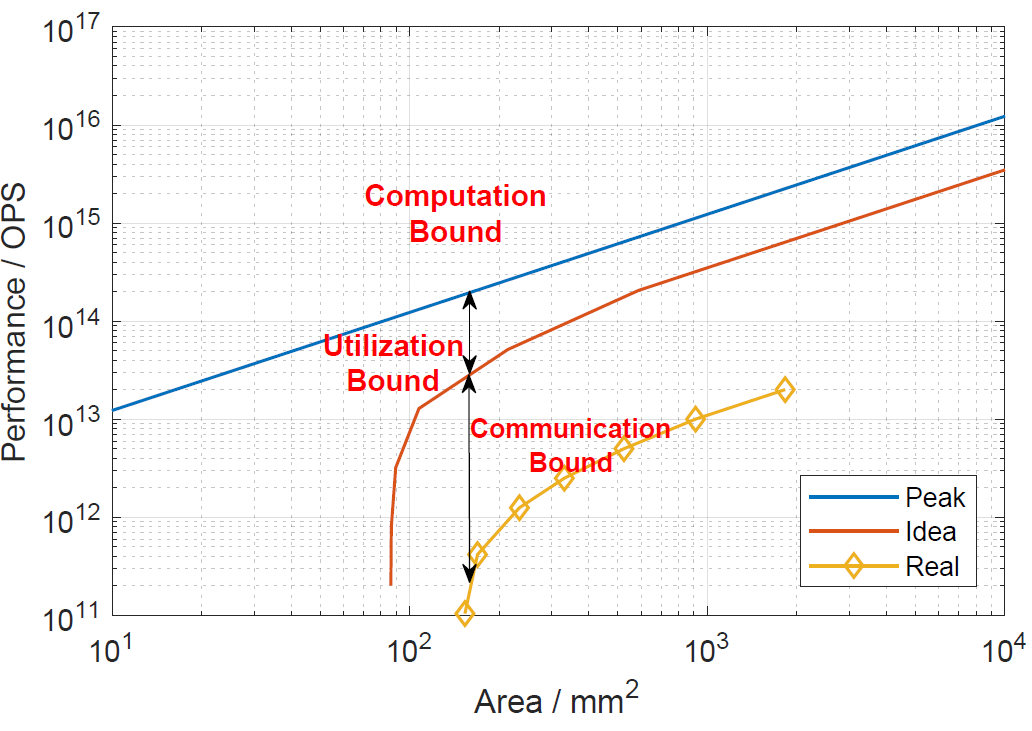 10^17
10^16
10^15
10^14
10^13
10^12
10^11
Performance / OPS
Computation
Bound
Utilization
Bound
Communication
Bound
Peak
Idea
Real
10^1
10^2
10^3
10^4
Area / mm^2